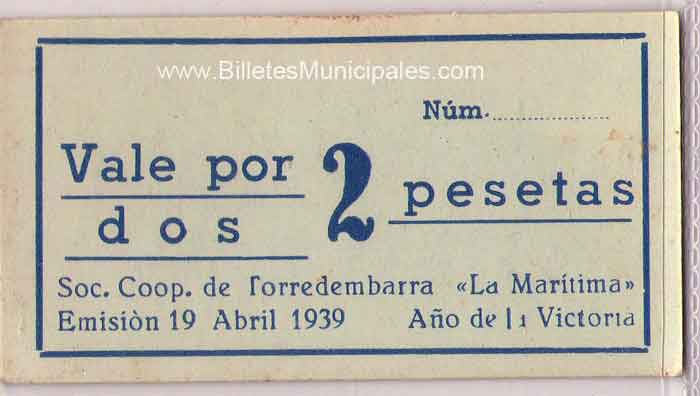 www.BilletesMunicipales.com
Núm.
Vale por dos 2 pesetas
Soc. Coop. de Torredembarra «La Marítima»
Emisiòn 19 Abril 1939 Año de la Victoria